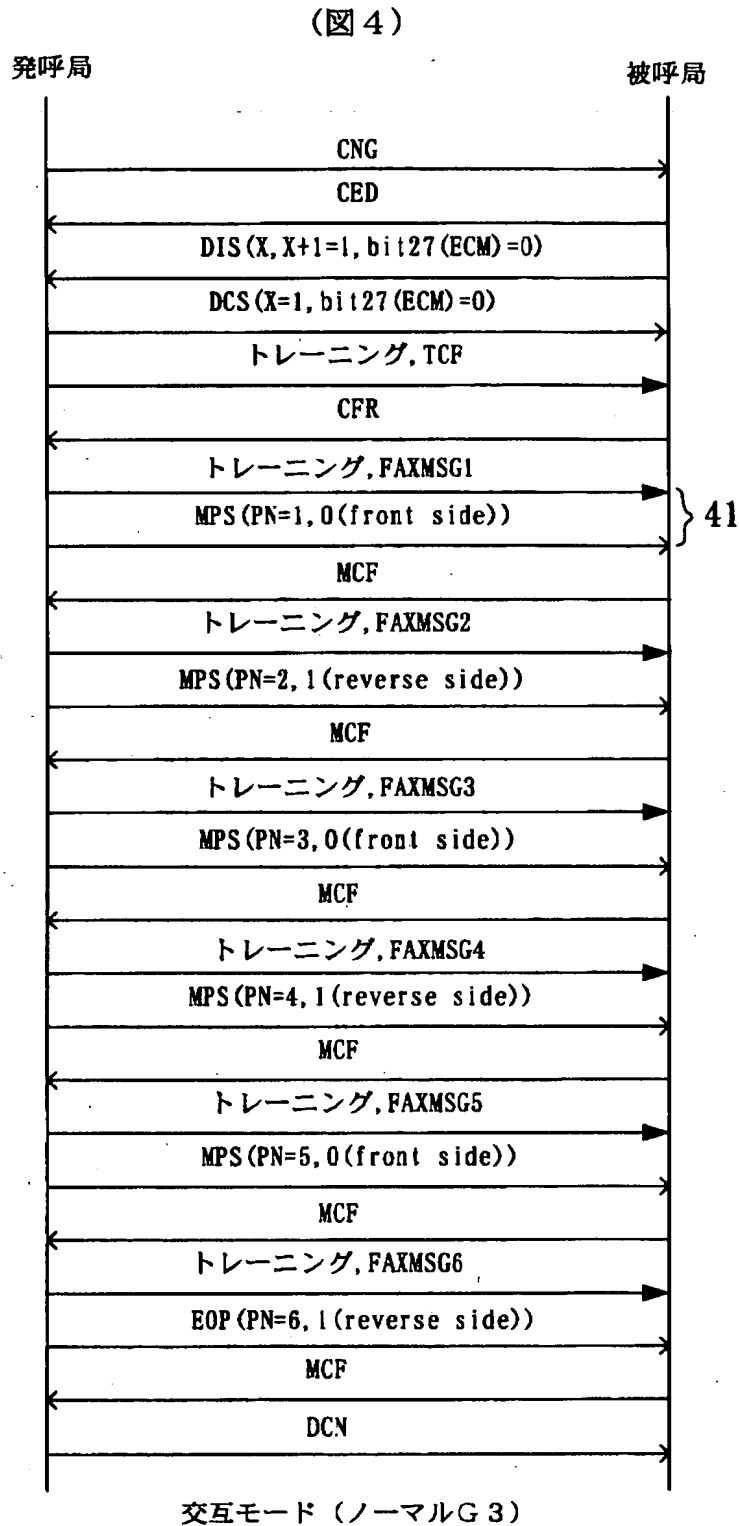 (図4)
発呼局
被呼局
CNG
CED
DIS(X,X+1=1,bit27(ECM)=0)
DCS(X=1,bit27(ECM)=0)
トレーニング,TCF
CFR
トレーニング,FAXMSG1
MPS(PN=1,0(front side))
41
MCF
トレーニング,FAXMSG2
MPS(PN=2,1(reverse side))
MCF
トレーニング,FAXMSG3
MPS(PN=3,0(front side))
MCF
トレーニング,FAXMSG4
MPS(PN=4,1(reverse side))
MCF
トレーニング,FAXMSG5
MPS(PN=5,0(front side))
MCF
トレーニング,FAXMSG6
EOP(PN=6,1(reverse side))
MCF
DCN
交互モード(ノーマルG3)